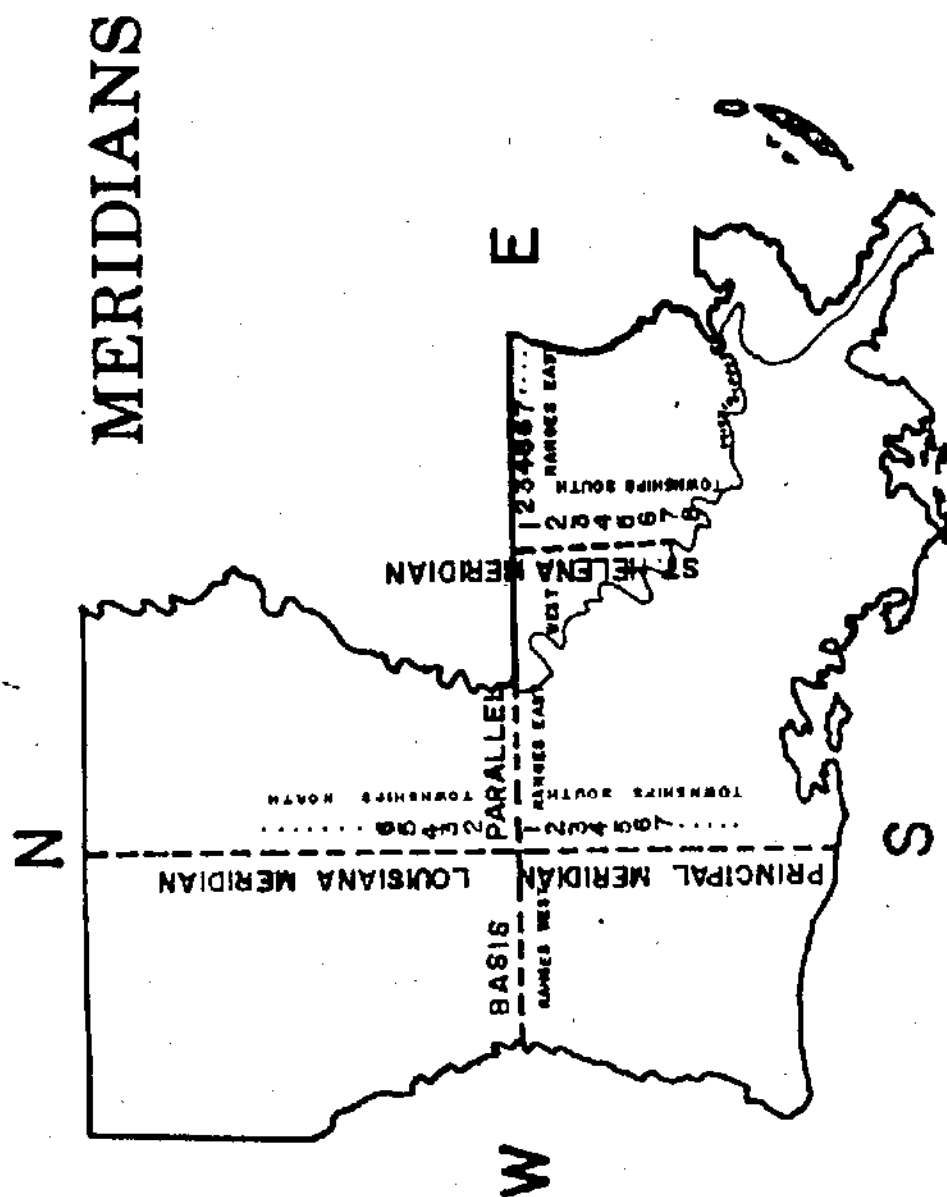 MERIDIANS
N
LOUISIANA MERIDIAN
TOWNSHIPS NORTH
2 3 4 5 6 ......
W
BASIS PARALLEL
E
RANGES WEST
RANGES EAST
PRINCIPAL MERIDIAN
1 2 3 4 5 6 7 .....
TOWNSHIPS SOUTH
WEST
ST HELENA MERIDIAN
1 2 3 4 5 6 7 ....
RANGES EAST
1 2 3 4 5 6 7 8
TOWNSHIPS SOUTH
S